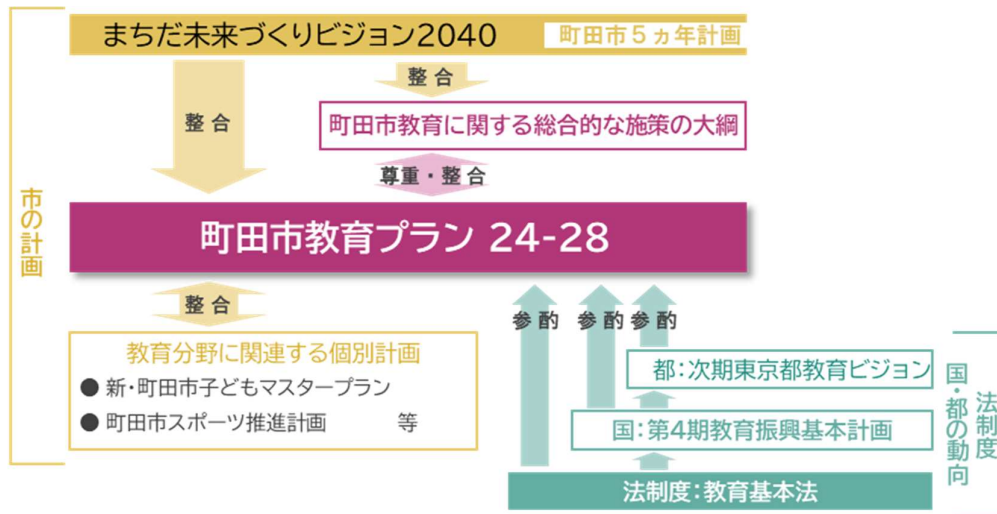 まちだ未来づくりビジョン2040
町田市5ヵ年計画
整合
整合
町田市教育に関する総合的な施策の大綱
尊重・整合
市の計画
町田市教育プラン 24-28
整合
教育分野に関連する個別計画
● 新・町田市子どもマスタープラン
● 町田市スポーツ推進計画 等
参酌
参酌
参酌
都:次期東京都教育ビジョン
国:第4期教育振興基本計画
法制度:教育基本法
法制度
国・都の動向